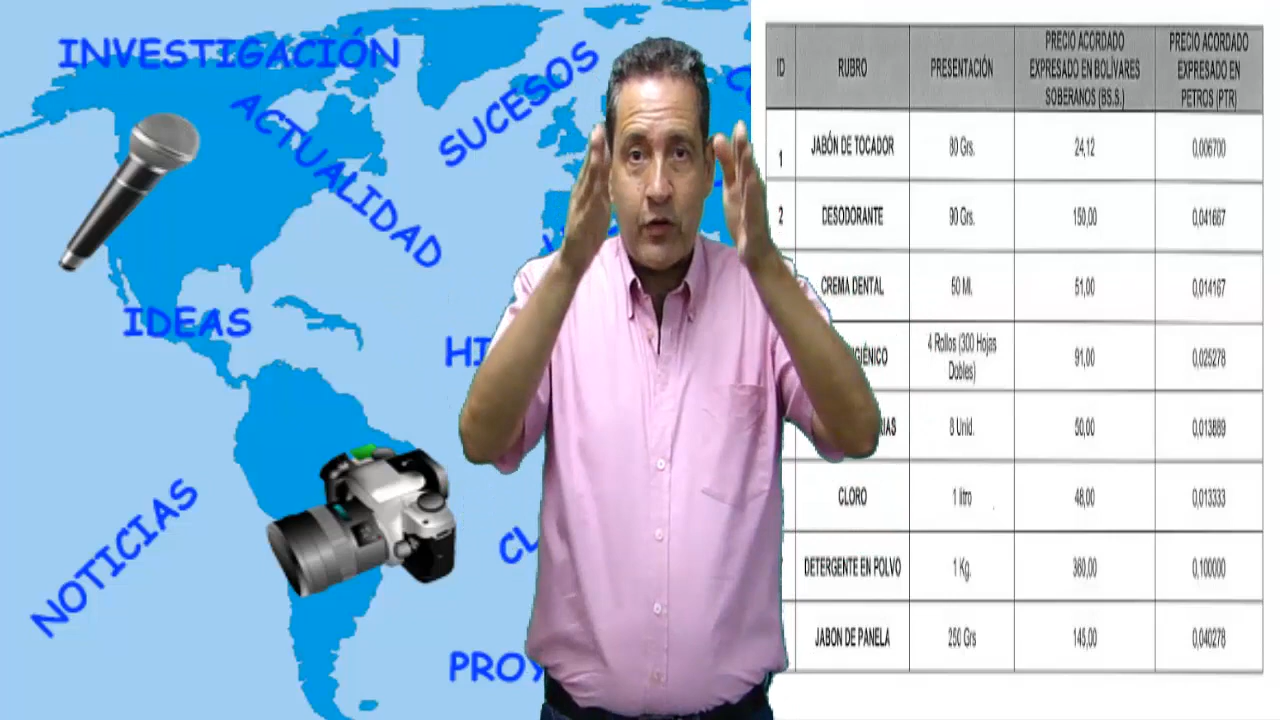 INVESTIGACIÓN
ACTUALIDAD
SUCESOS
IDEAS
NOTICIAS
ID
RUBRO
PRESENTACIÓN
PRECIO ACORDADO
EXPRESADO EN BOLÍVARES
SOBERANOS (BS.S.)
PRECIO ACORDADO
EXPRESADO EN
PETROS (PTR)
1
JABÓN DE TOCADOR
80 Grs.
24,12
0,006700
2
DESODORANTE
90 Grs.
150,00
0,041667
CREMA DENTAL
50 Ml.
51,00
0,014167
4 Rollos (300 Hojas
Dobles)
91,00
0,025278
8 Unid.
50,00
0,013889
CLORO
1 litro
48,00
0,013333
DETERGENTE EN POLVO
1 Kg.
360,00
0,100000
JABON DE PANELA
250 Grs
145,00
0,040278